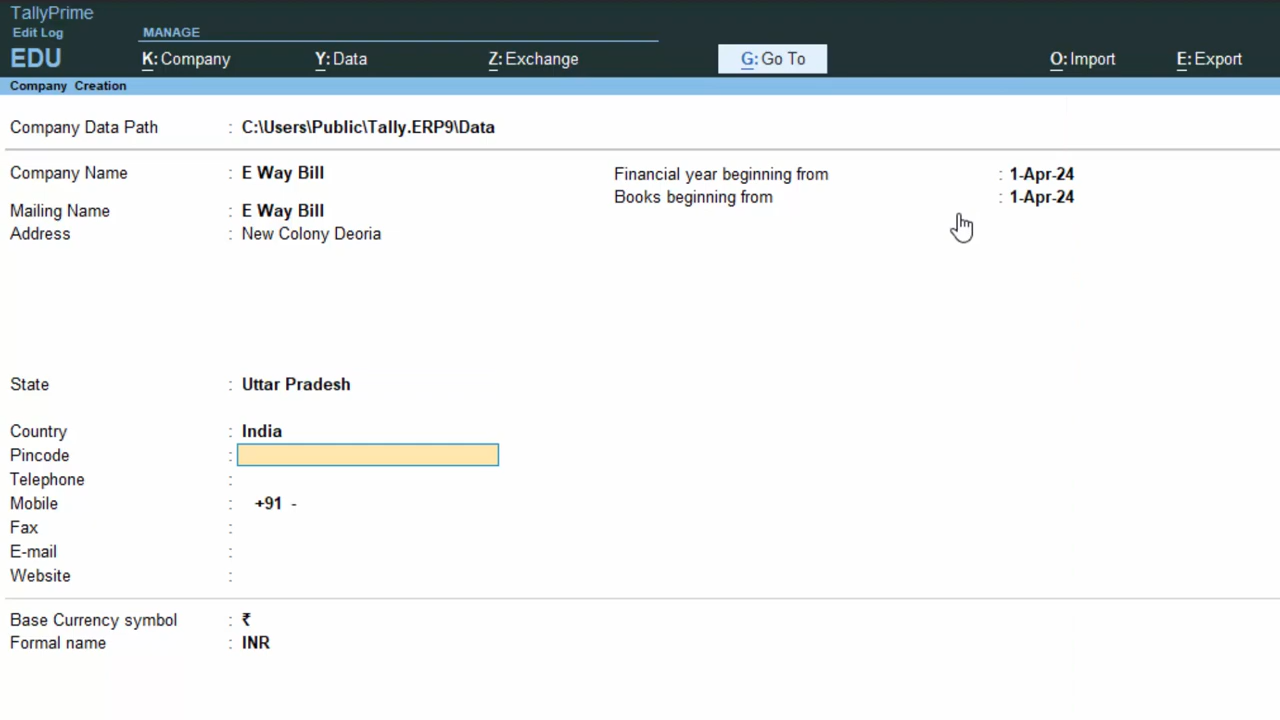 TallyPrime
Edit Log
MANAGE
EDU
K: Company
Y: Data
Z: Exchange
G: Go To
O: Import
E: Export
Company Creation
Company Data Path : C:\Users\Public\Tally.ERP9\Data
Company Name : E Way Bill
Financial year beginning from : 1-Apr-24
Books beginning from : 1-Apr-24
Mailing Name : E Way Bill
Address : New Colony Deoria
State : Uttar Pradesh
Country : India
Pincode :
Telephone :
Mobile : +91 -
Fax :
E-mail :
Website :
Base Currency symbol : ₹
Formal name : INR